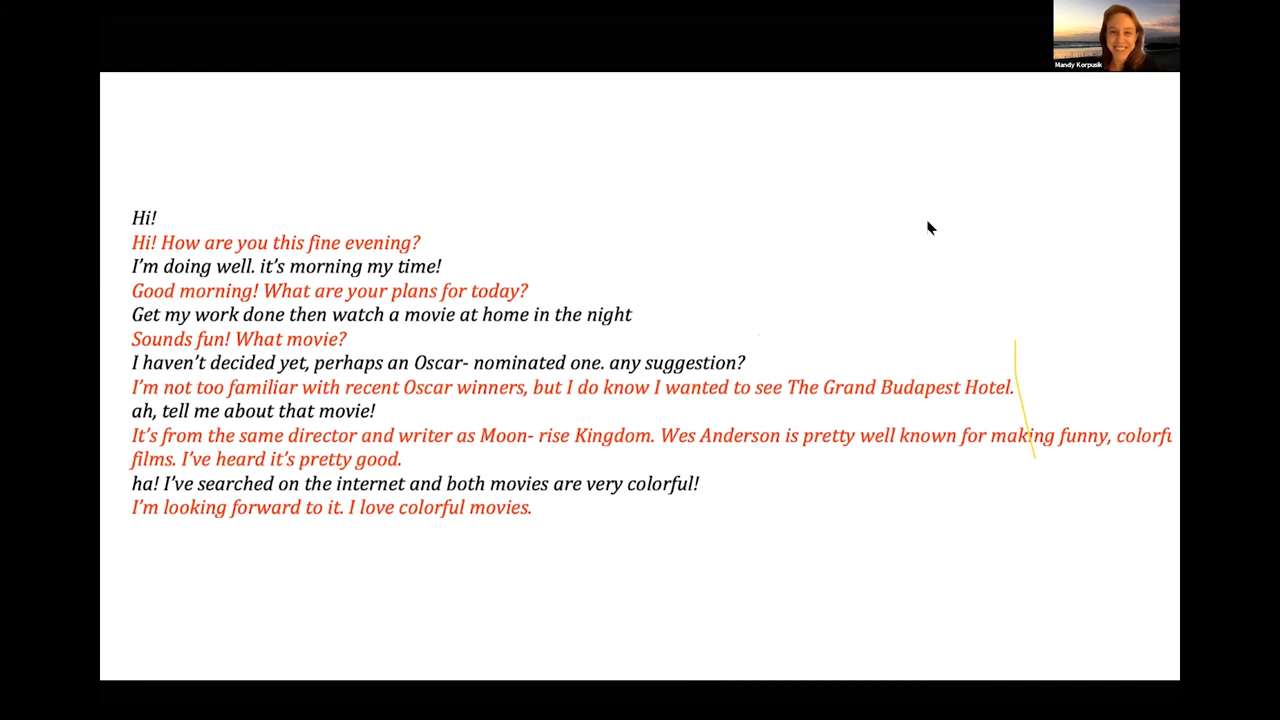 Mandy Korpusik
Hi!
Hi! How are you this fine evening?
I'm doing well. it's morning my time!
Good morning! What are your plans for today?
Get my work done then watch a movie at home in the night
Sounds fun! What movie?
I haven't decided yet, perhaps an Oscar- nominated one. any suggestion?
I'm not too familiar with recent Oscar winners, but I do know I wanted to see The Grand Budapest Hotel.
ah, tell me about that movie!
It's from the same director and writer as Moon- rise Kingdom. Wes Anderson is pretty well known for making funny,
films. I've heard it's pretty good.
ha! I've searched on the internet and both movies are very colorful!
I'm looking forward to it. I love colorful movies.